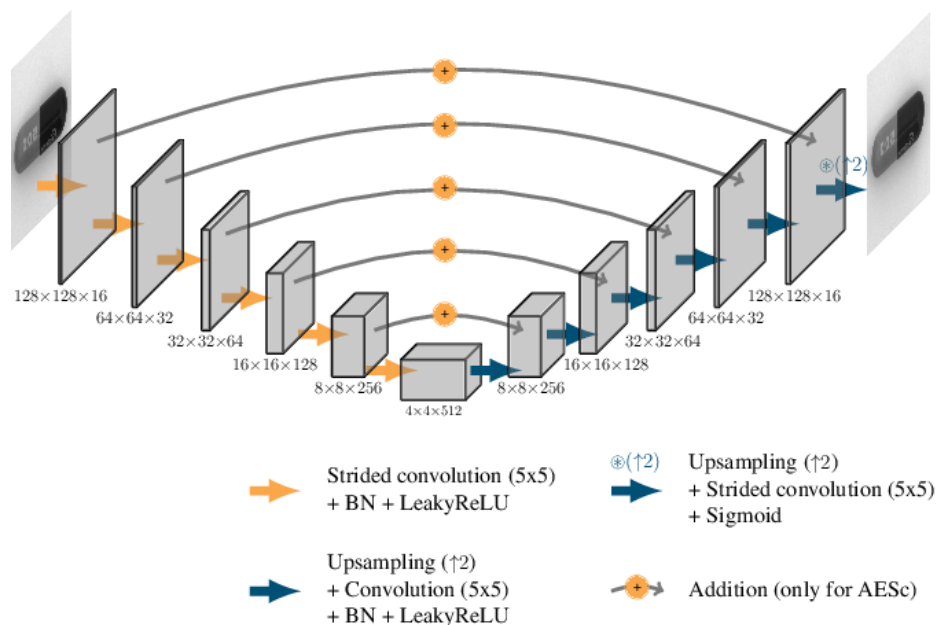 128×128×16
64×64×32
32×32×64
16×16×128
8×8×256
4×4×512
8×8×256
16×16×128
32×32×64
64×64×32
128×128×16
⊛(↑2)
+
+
+
+
+
Strided convolution (5x5)
+ BN + LeakyReLU
Upsampling (↑2)
+ Convolution (5x5)
+ BN + LeakyReLU
⊛(↑2)
Upsampling (↑2)
+ Strided convolution (5x5)
+ Sigmoid
+
Addition (only for AESc)